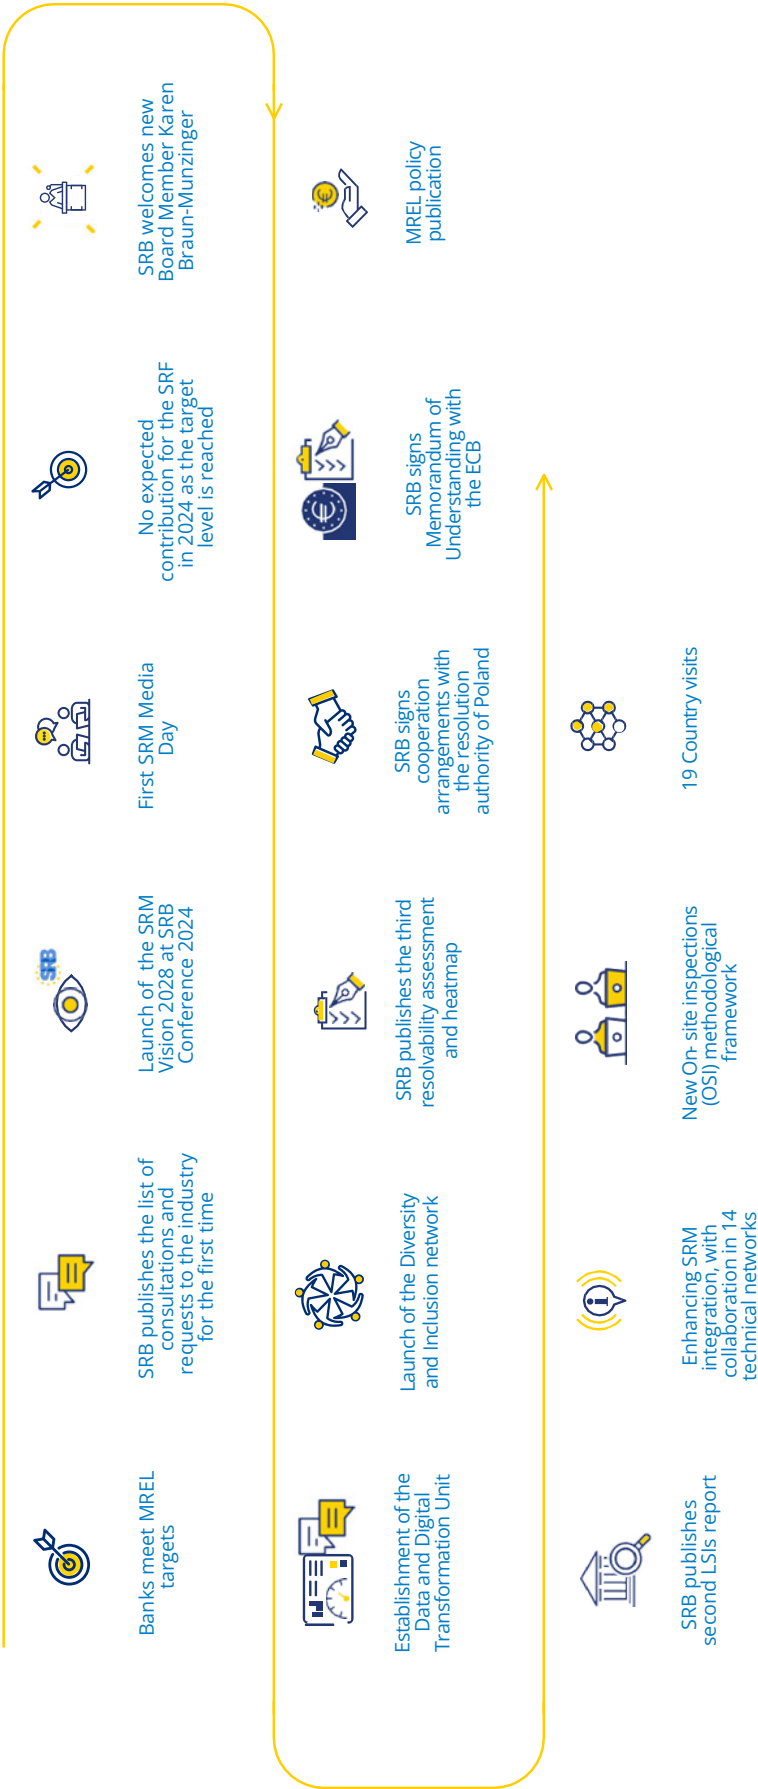 Banks meet MREL
targets
SRB publishes the list of
consultations and
requests to the industry
for the first time
SRB
Launch of the SRM
Vision 2028 at SRB
Conference 2024
First SRM Media
Day
No expected
contribution for the SRF
in 2024 as the target
level is reached
SRB welcomes new
Board Member Karen
Braun-Munzinger
MREL policy
publication
SRB signs
Memorandum of
Understanding with
the ECB
SRB signs
cooperation
arrangements with
the resolution
authority of Poland
SRB publishes the third
resolvability assessment
and heatmap
Launch of the Diversity
and Inclusion network
Establishment of the
Data and Digital
Transformation Unit
SRB publishes
second LSIs report
Enhancing SRM
integration, with
collaboration in 14
technical networks
New On- site inspections
(OSI) methodological
framework
19 Country visits